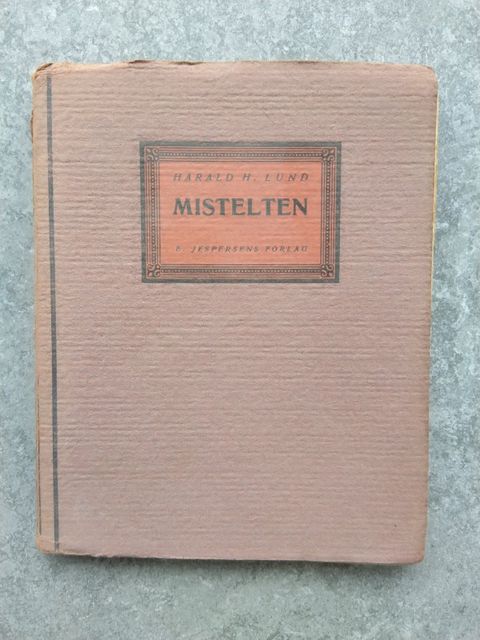 HARALD H. LUND
MISTELTEN
E. JESPERSENS FORLAG